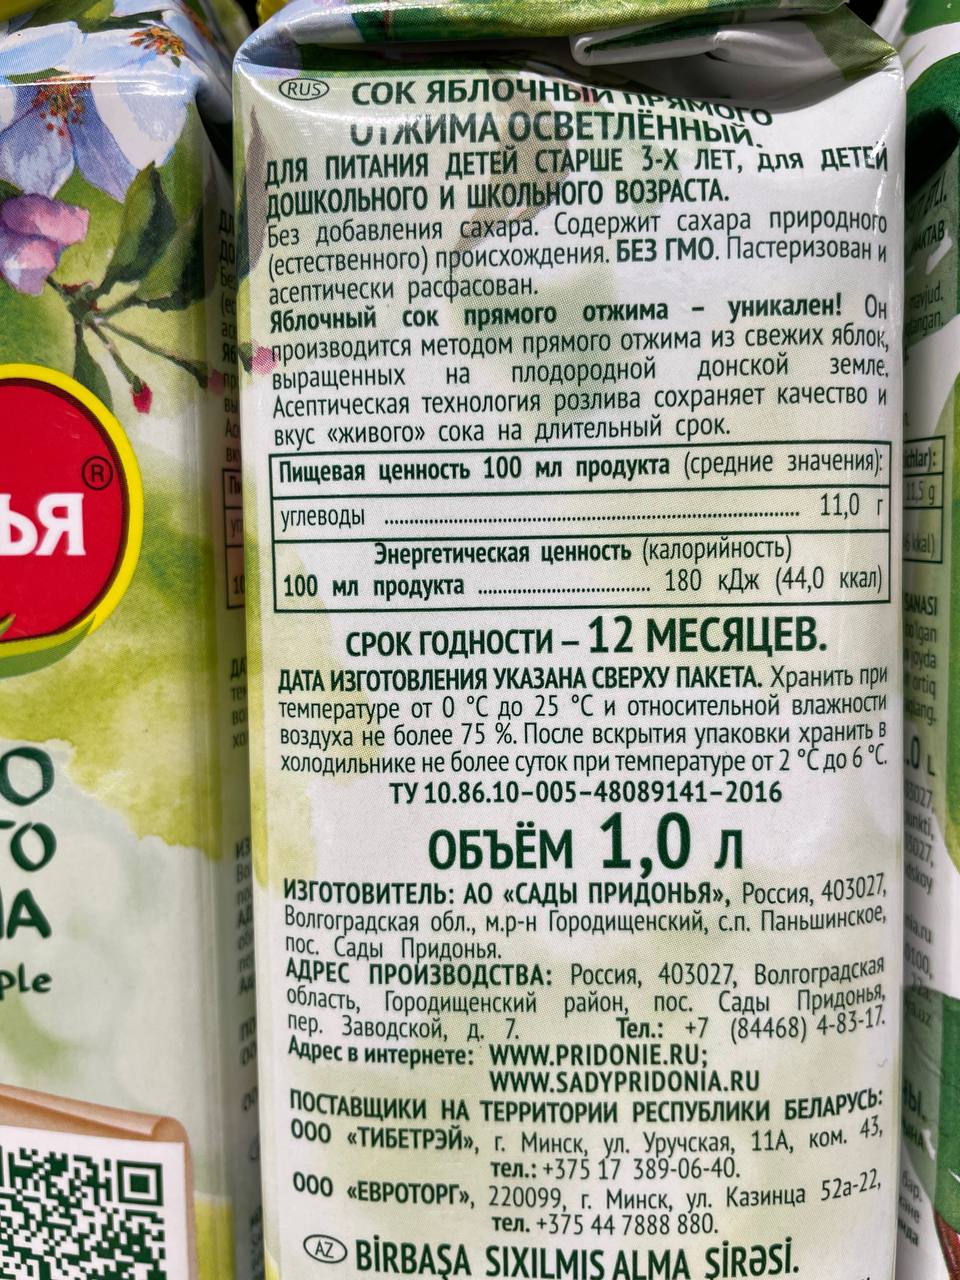 RUS СОК ЯБЛОЧНЫЙ ПРЯМОГО
ОТЖИМА ОСВЕТЛЁННЫЙ.
ДЛЯ ПИТАНИЯ ДЕТЕЙ СТАРШЕ 3-Х ЛЕТ, ДЛЯ ДЕТЕЙ
ДОШКОЛЬНОГО И ШКОЛЬНОГО ВОЗРАСТА.
Без добавления сахара. Содержит сахара природного
(естественного) происхождения. БЕЗ ГМО. Пастеризован и
асептически расфасован.
Яблочный сок прямого отжима – уникален! Он
производится методом прямого отжима из свежих яблок,
выращенных на плодородной донской земле,
Асептическая технология розлива сохраняет качество и
вкус «живого» сока на длительный срок.
Пищевая ценность 100 мл продукта (средние значения):
углеводы ........ 11,0 г
Энергетическая ценность (калорийность)
100 мл продукта ........ 180 кДж (44,0 ккал)
СРОК ГОДНОСТИ – 12 МЕСЯЦЕВ.
ДАТА ИЗГОТОВЛЕНИЯ УКАЗАНА СВЕРХУ ПАКЕТА. Хранить при
температуре от 0 °С до 25 °С и относительной влажности
воздуха не более 75 %. После вскрытия упаковки хранить в
холодильнике не более суток при температуре от 2 °С до 6 °С.
ТУ 10.86.10–005–48089141–2016
ОБЪЁМ 1,0 л
ИЗГОТОВИТЕЛЬ: АО «САДЫ ПРИДОНЬЯ», Россия, 403027,
Волгоградская обл., м.р-н Городищенский, с.п. Паньшинское,
пос. Сады Придонья.
АДРЕС ПРОИЗВОДСТВА: Россия, 403027, Волгоградская
область, Городищенский район, пос. Сады Придонья,
пер. Заводской, д. 7. Тел.: +7 (84468) 4-83-17.
Адрес в интернете: WWW.PRIDONIE.RU;
WWW.SADYPRIDONIA.RU
ПОСТАВЩИКИ НА ТЕРРИТОРИИ РЕСПУБЛИКИ БЕЛАРУСЬ:
ООО «ТИБЕТРЭЙ», г. Минск, ул. Уручская, 11А, ком. 43,
тел.: +375 17 389-06-40.
ООО «ЕВРОТОРГ», 220099, г. Минск, ул. Казинца 52а-22,
тел. +375 44 7888 880.
AZ BİRBAŞA SIXILMIŞ ALMA ŞİRƏSİ.